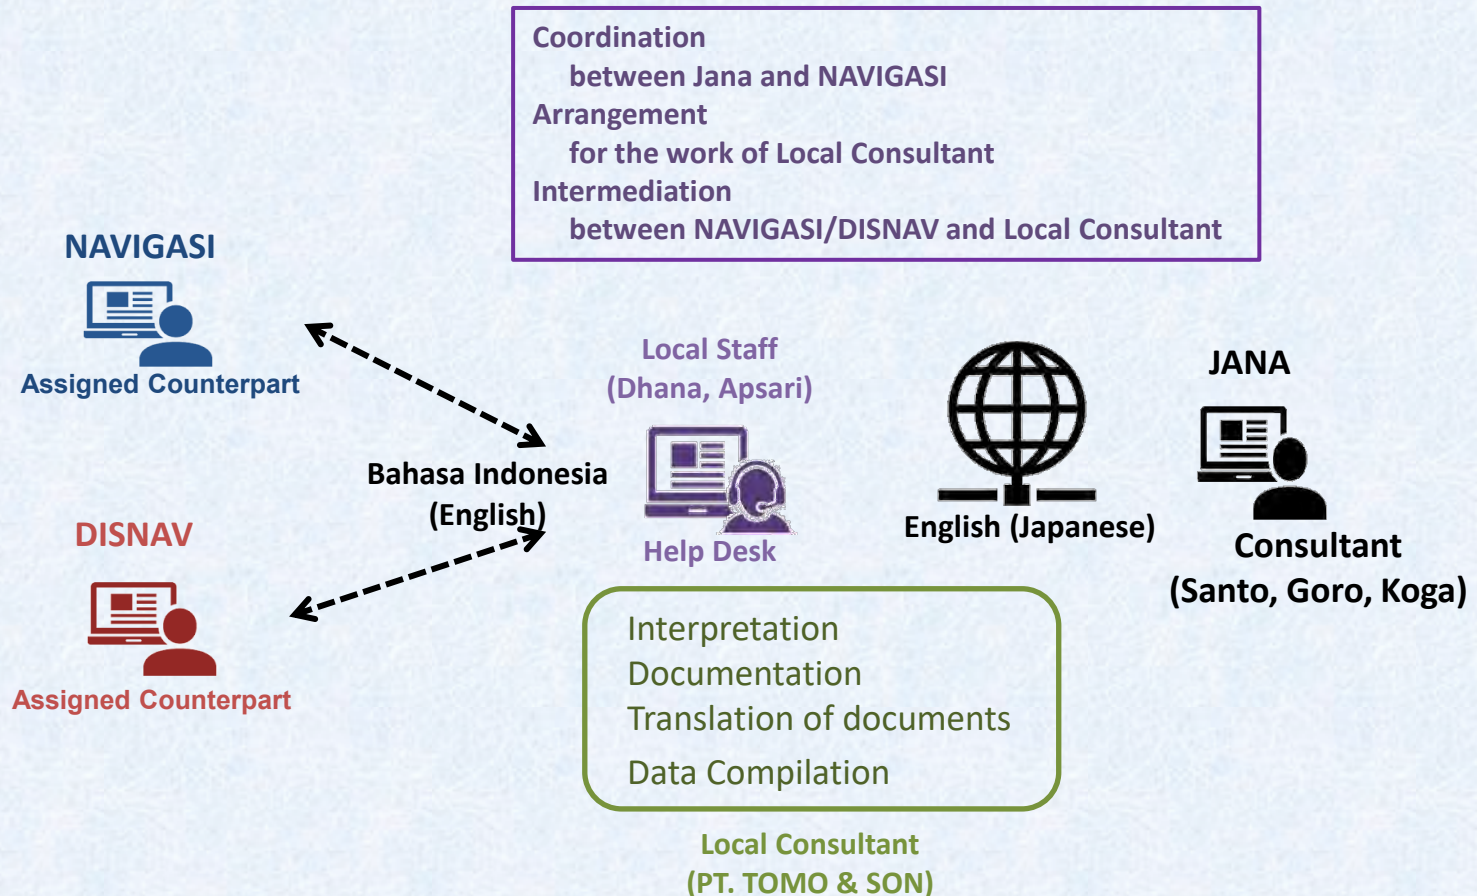 Coordination
between Jana and NAVIGASI
Arrangement
for the work of Local Consultant
Intermediation
between NAVIGASI/DISNAV and Local Consultant
NAVIGASI
Assigned Counterpart
DISNAV
Assigned Counterpart
Bahasa Indonesia
(English)
Local Staff
(Dhana, Apsari)
Help Desk
English (Japanese)
JANA
Consultant
(Santo, Goro, Koga)
Interpretation
Documentation
Translation of documents
Data Compilation
Local Consultant
(PT. TOMO & SON)